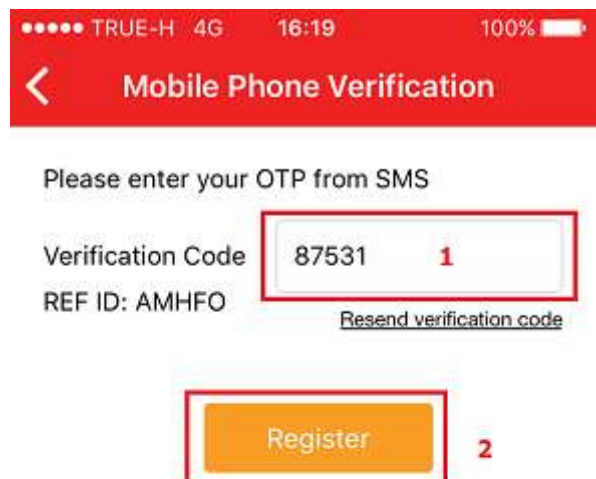 TRUE-H 4G 16:19 100%
Mobile Phone Verification
Please enter your OTP from SMS
Verification Code 87531 1
REF ID: AMHFO
Resend verification code
Register 2